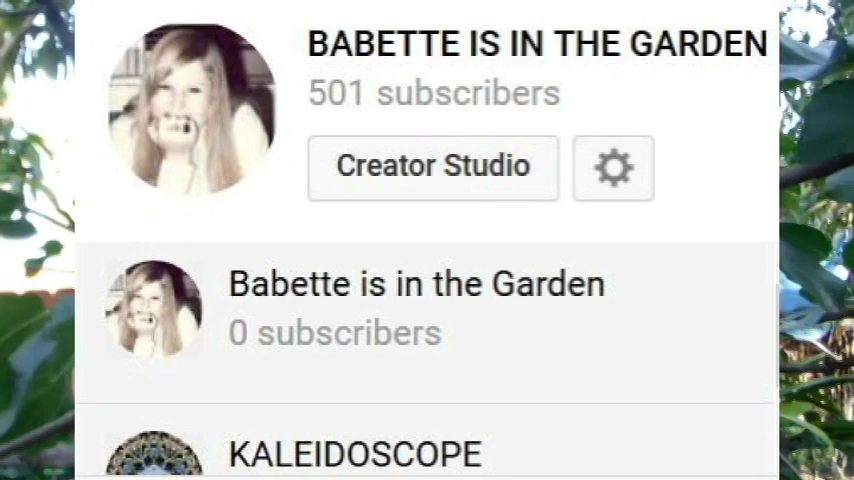 BABETTE IS IN THE GARDEN
501 subscribers
Creator Studio
Babette is in the Garden
0 subscribers
KALEIDOSCOPE